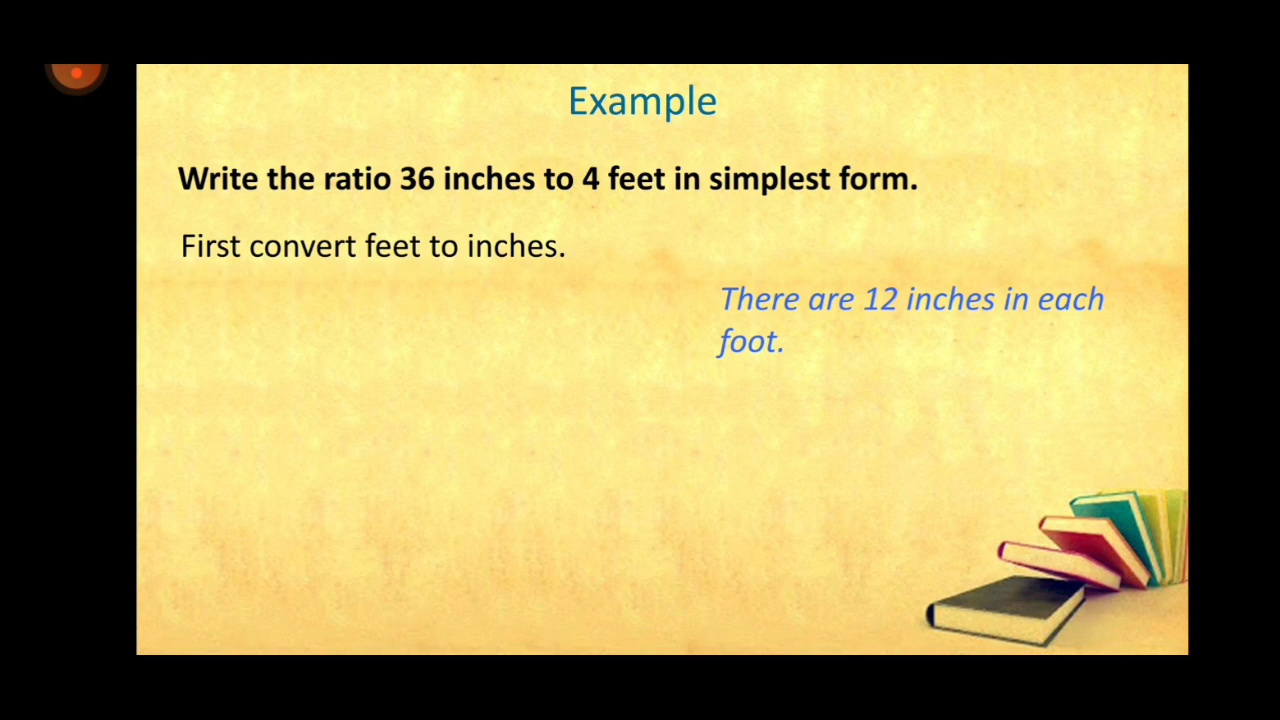 Example
Write the ratio 36 inches to 4 feet in simplest form.
First convert feet to inches.
There are 12 inches in each
foot.